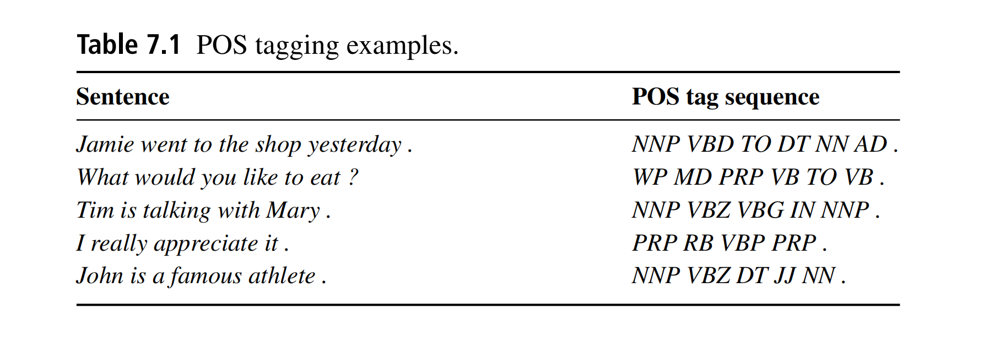 Table 7.1 POS tagging examples.
Sentence POS tag sequence
Jamie went to the shop yesterday . NNP VBD TO DT NN AD .
What would you like to eat ? WP MD PRP VB TO VB .
Tim is talking with Mary . NNP VBZ VBG IN NNP .
I really appreciate it . PRP RB VBP PRP .
John is a famous athlete . NNP VBZ DT JJ NN .